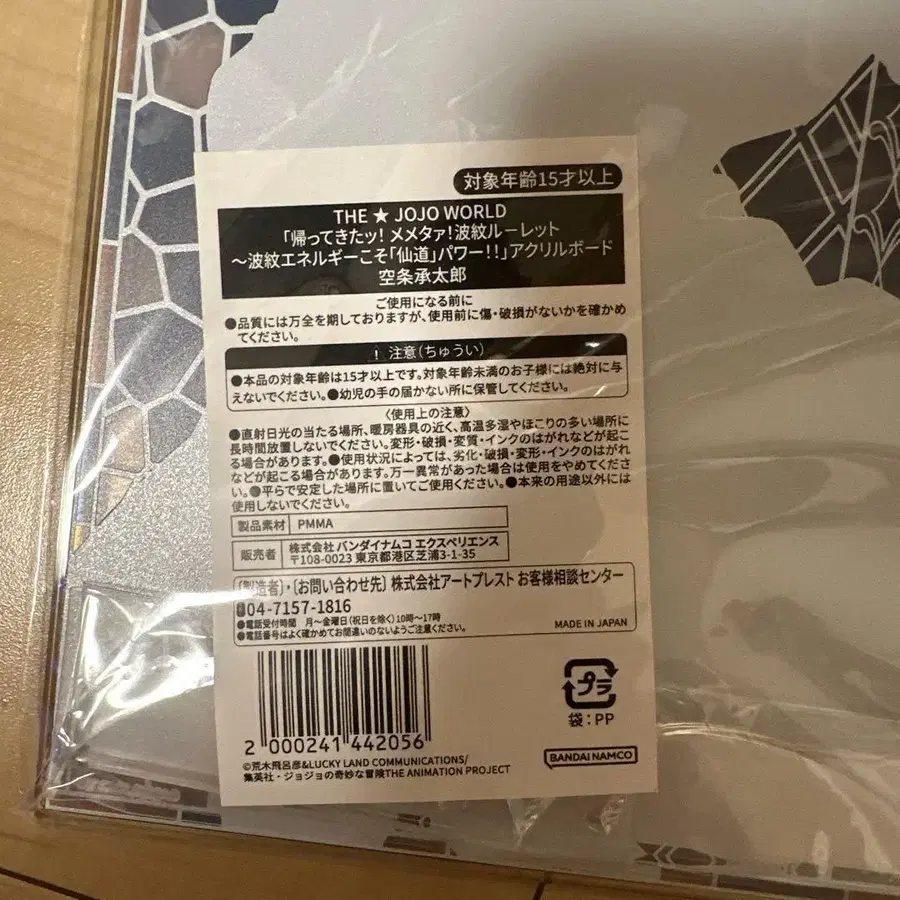 対象年齢15才以上
THE ★ JOJO WORLD
「帰ってきたッ! メメタァ!波紋ルーレット
～波紋エネルギーこそ「仙道」パワー!!」アクリルボード
空条承太郎
ご使用になる前に
●品質には万全を期しておりますが、使用前に傷・破損がないかを確かめ
てください。
! 注意(ちゅうい)
●本品の対象年齢は15才以上です。対象年齢未満のお子様には絶対に与
えないでください。●幼児の手の届かない所に保管してください。
〈使用上の注意〉
●直射日光の当たる場所、暖房器具の近く、高温多湿やほこりの多い場所に
長時間放置しないでください。変形・破損・変質・インクのはがれなどが起こ
る場合があります。●使用状況によっては、劣化・破損・変形・インクのはがれ
などが起こる場合があります。万一異常があった場合は使用をやめてくださ
い。●平らで安定した場所に置いてご使用ください。●本来の用途以外には
使用しないでください。
製品素材 PMMA
販売者 株式会社 バンダイナムコ エクスペリエンス
〒108-0023 東京都港区芝浦3-1-35
〔製造者〕・〔お問い合わせ先〕 株式会社アートプレスト お客様相談センター
04-7157-1816
●電話受付時間 月～金曜日(祝日を除く)10時～17時
●電話番号はよく確かめてお間違いのないようご注意ください。
MADE IN JAPAN
プラ
袋:PP
2 000241 442056
BANDAI NAMCO
©荒木飛呂彦&LUCKY LAND COMMUNICATIONS/
集英社・ジョジョの奇妙な冒険THE ANIMATION PROJECT